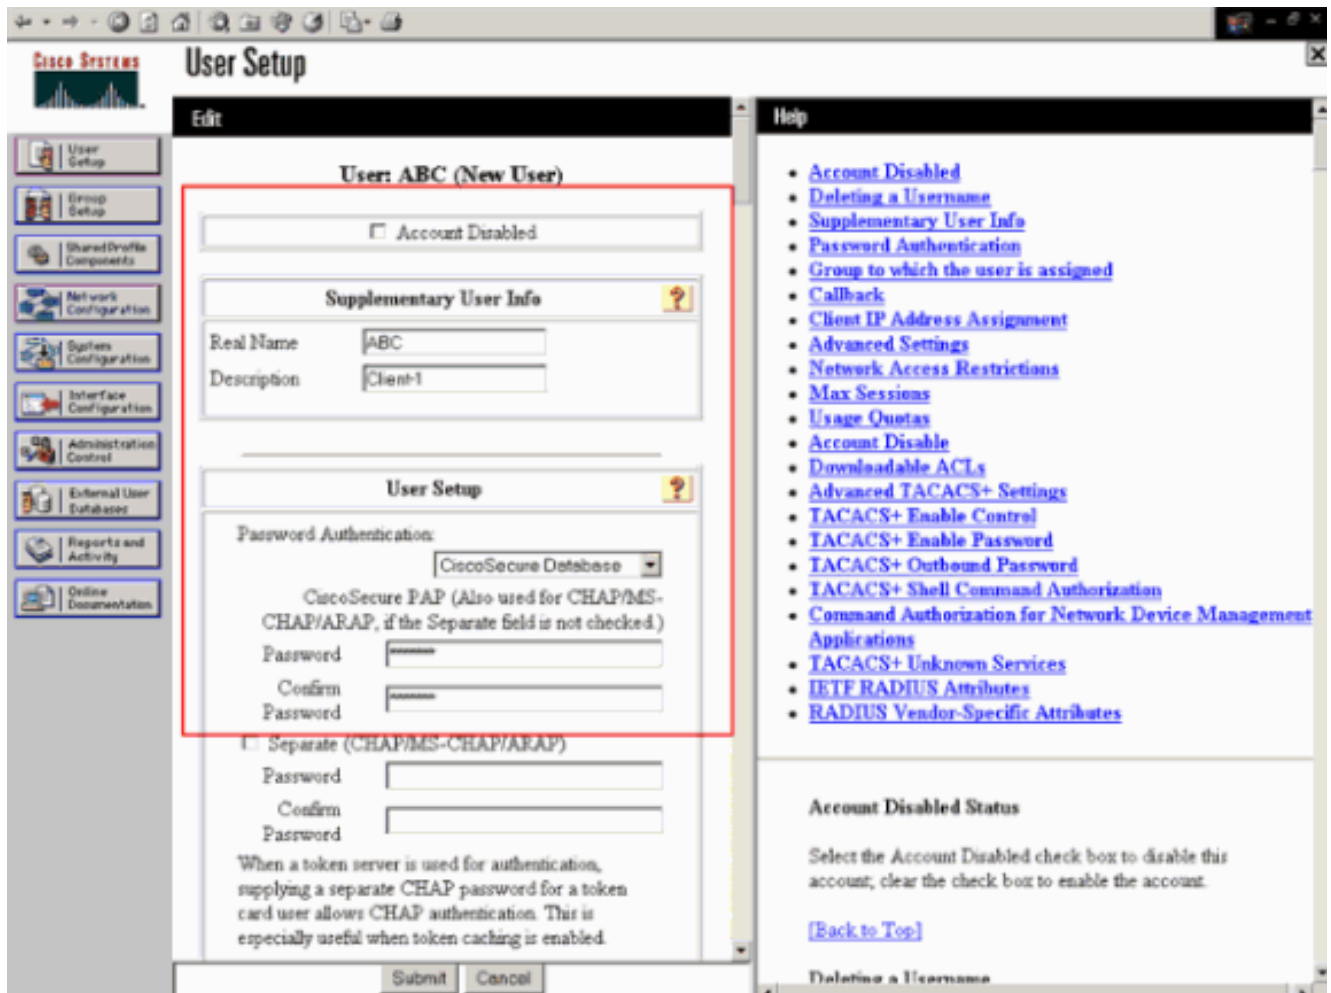 Cisco Systems
User Setup
Edit
Help
User
Setup
Group
Setup
Shared Profile
Components
Network
Configuration
System
Configuration
Interface
Configuration
Administration
Control
External User
Databases
Reports and
Activity
Online
Documentation
User: ABC (New User)
Account Disabled
Supplementary User Info
?
Real Name ABC
Description Client-1
User Setup
?
Password Authentication:
CiscoSecure Database
CiscoSecure PAP (Also used for CHAP/MS-
CHAP/ARAP, if the Separate field is not checked.)
Password
Confirm
Password
Separate (CHAP/MS-CHAP/ARAP)
Password
Confirm
Password
When a token server is used for authentication,
supplying a separate CHAP password for a token
card user allows CHAP authentication. This is
especially useful when token caching is enabled.
Submit Cancel
Account Disabled
Deleting a Username
Supplementary User Info
Password Authentication
Group to which the user is assigned
Callback
Client IP Address Assignment
Advanced Settings
Network Access Restrictions
Max Sessions
Usage Quotas
Account Disable
Downloadable ACLs
Advanced TACACS+ Settings
TACACS+ Enable Control
TACACS+ Enable Password
TACACS+ Outbound Password
TACACS+ Shell Command Authorization
Command Authorization for Network Device Management
Applications
TACACS+ Unknown Services
IETF RADIUS Attributes
RADIUS Vendor-Specific Attributes
Account Disabled Status
Select the Account Disabled check box to disable this
account; clear the check box to enable the account.
[Back to Top]
Deleting a Username